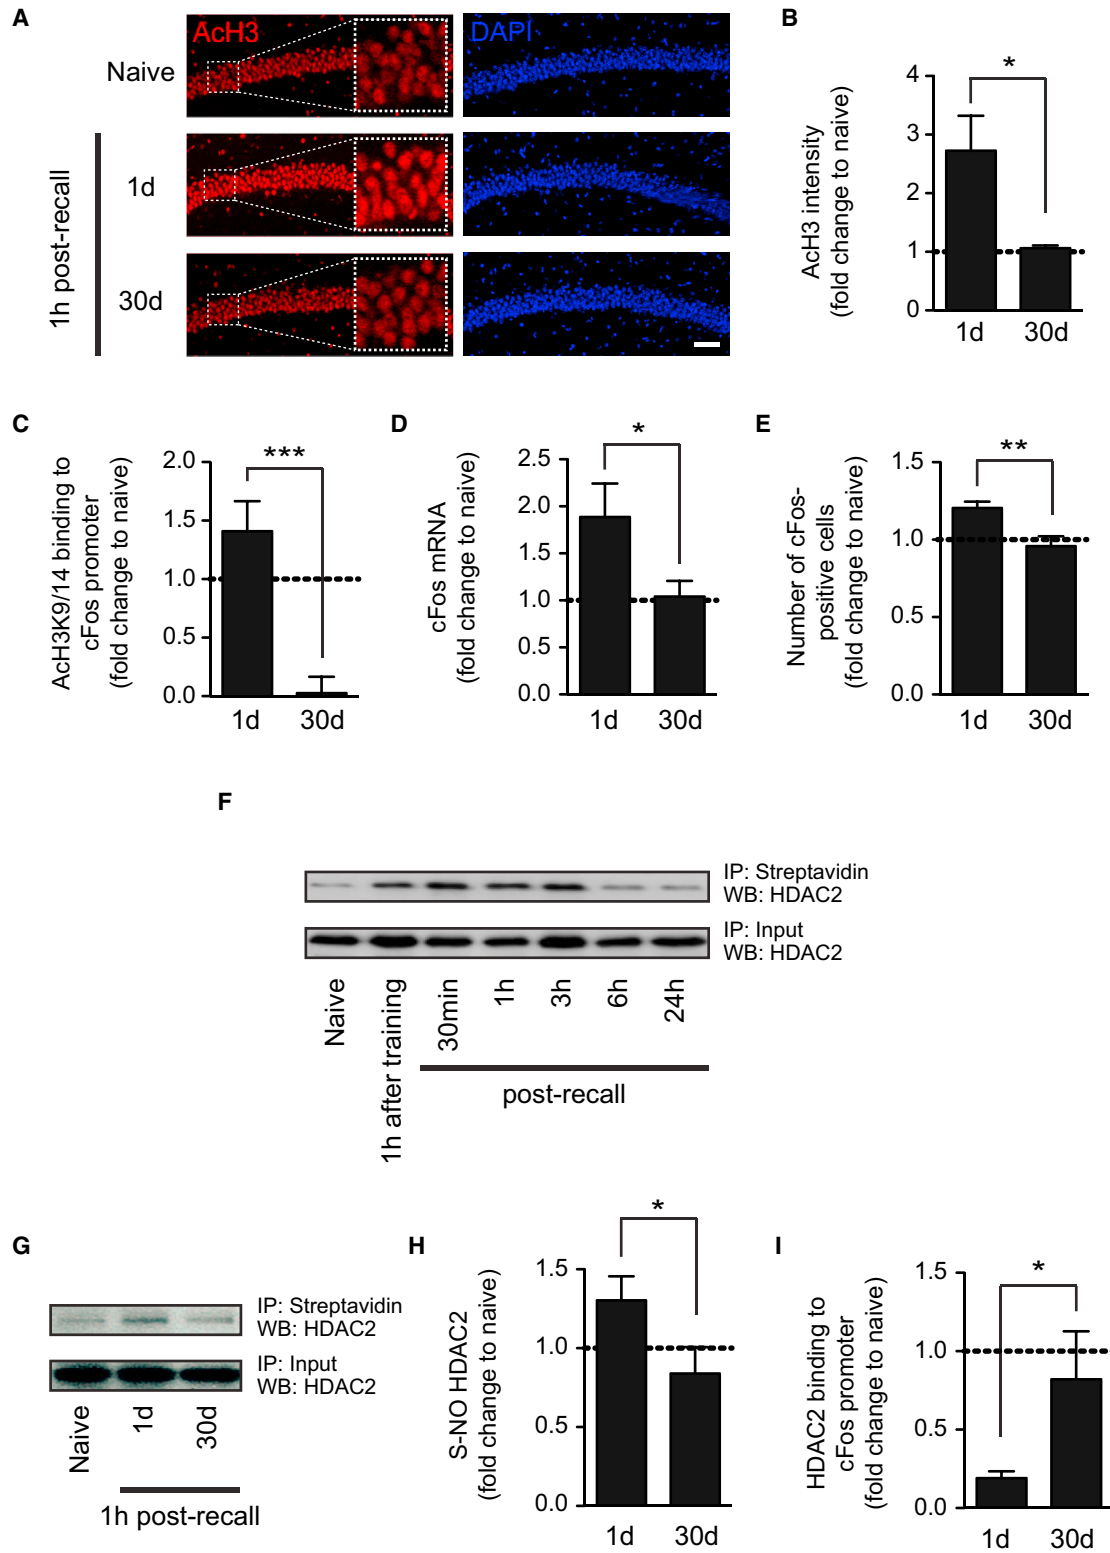 A
AcH3
DAPI
Naive
1d
30d
1h post-recall
B
AcH3 intensity
(fold change to naive)
4
3
2
1
0
*
1d
30d
C
AcH3K9/14 binding to
cFos promoter
(fold change to naive)
2.0
1.5
1.0
0.5
0.0
***
1d
30d
D
cFos mRNA
(fold change to naive)
2.5
2.0
1.5
1.0
0.5
0.0
*
1d
30d
E
Number of cFos-
positive cells
(fold change to naive)
1.5
1.0
0.5
0.0
**
1d
30d
F
IP: Streptavidin
WB: HDAC2
IP: Input
WB: HDAC2
Naive
1h after training
30min
1h
3h
6h
24h
post-recall
G
IP: Streptavidin
WB: HDAC2
IP: Input
WB: HDAC2
Naive
1d
30d
1h post-recall
H
S-NO HDAC2
(fold change to naive)
1.5
1.0
0.5
0.0
*
1d
30d
I
HDAC2 binding to
cFos promoter
(fold change to naive)
1.5
1.0
0.5
0.0
*
1d
30d